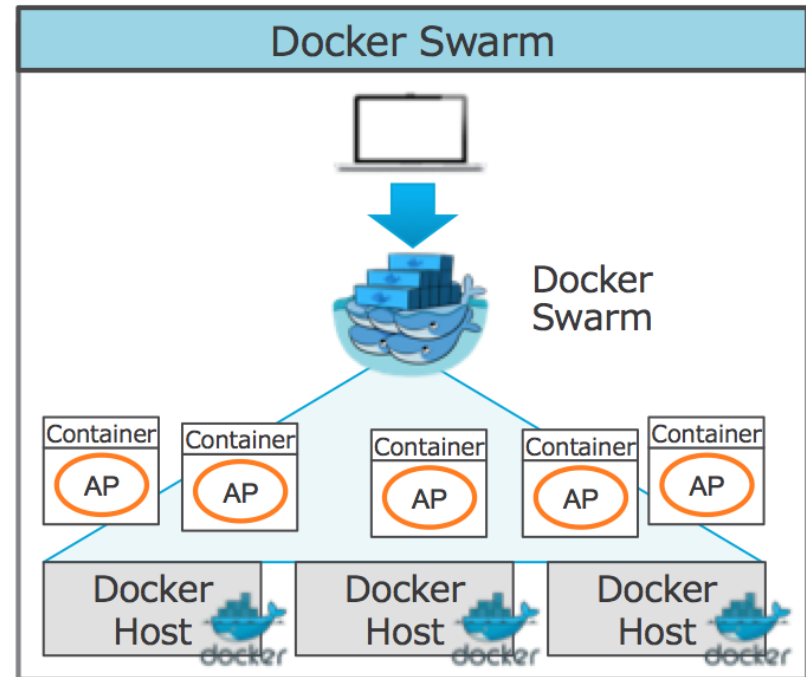 Docker Swarm
Docker
Swarm
Container
AP
Container
AP
Container
AP
Container
AP
Container
AP
Docker
Host
docker
Docker
Host
docker
Docker
Host
docker